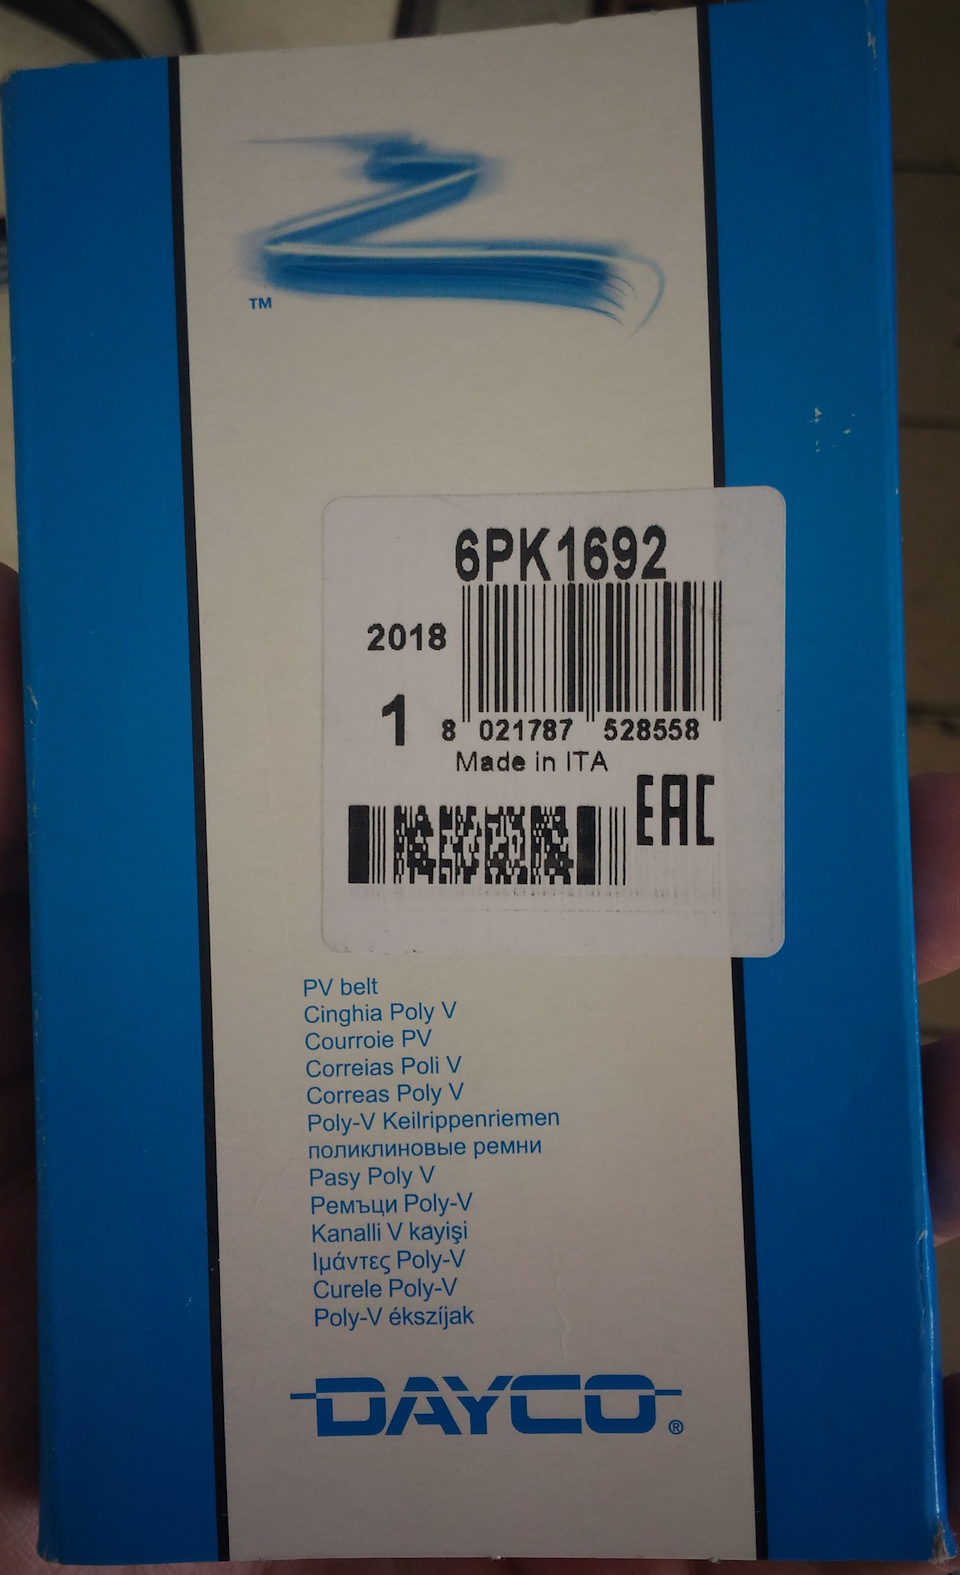 TM
6PK1692
2018
1
8 021787 528558
Made in ITA
EAC
PV belt
Cinghia Poly V
Courroie PV
Correias Poli V
Correas Poly V
Poly-V Keilrippenriemen
поликлиновые ремни
Pasy Poly V
Ремъци Poly-V
Kanalli V kayişi
Ιμάντες Poly-V
Curele Poly-V
Poly-V ékszíjak
DAYCO®